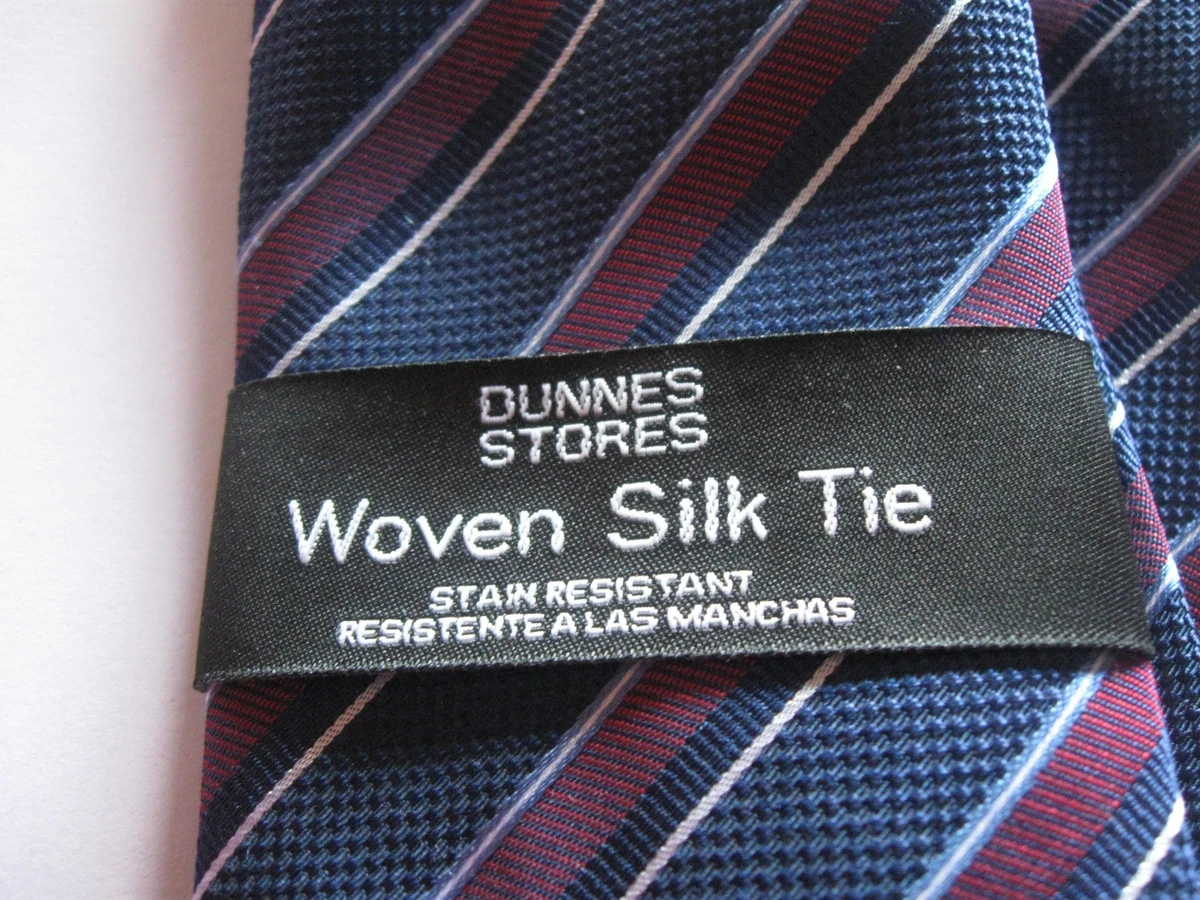 DUNNES
STORES
Woven Silk Tie
STAIN RESISTANT
RESISTENTE A LAS MANCHAS